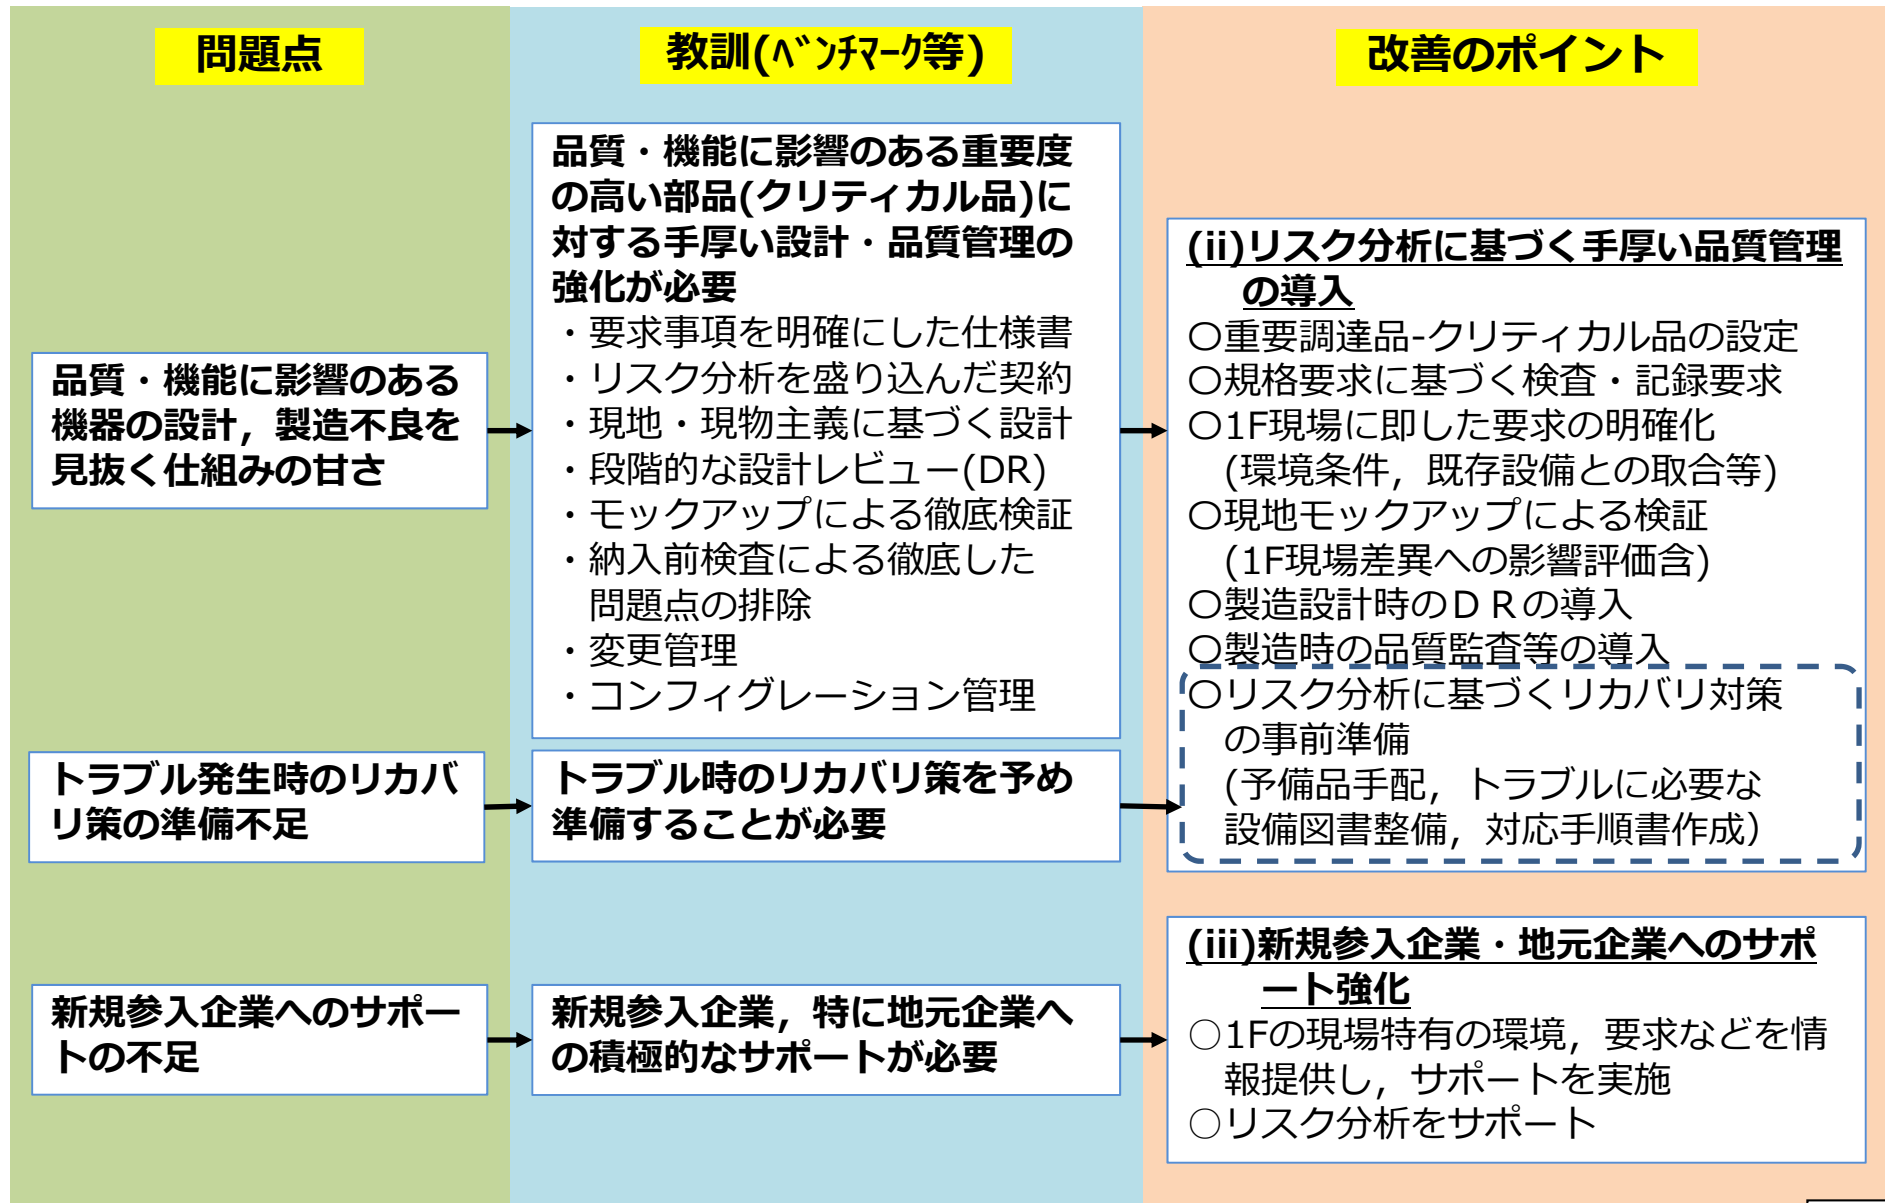 問題点
教訓(ﾍﾞﾝﾁﾏｰｸ等)
改善のポイント
品質・機能に影響のある
機器の設計，製造不良を
見抜く仕組みの甘さ
品質・機能に影響のある重要度
の高い部品(クリティカル品)に
対する手厚い設計・品質管理の
強化が必要
・要求事項を明確にした仕様書
・リスク分析を盛り込んだ契約
・現地・現物主義に基づく設計
・段階的な設計レビュー(DR)
・モックアップによる徹底検証
・納入前検査による徹底した
問題点の排除
・変更管理
・コンフィグレーション管理
(ii)リスク分析に基づく手厚い品質管理
の導入
〇重要調達品-クリティカル品の設定
〇規格要求に基づく検査・記録要求
〇1F現場に即した要求の明確化
(環境条件，既存設備との取合等)
〇現地モックアップによる検証
(1F現場差異への影響評価含)
〇製造設計時のＤＲの導入
〇製造時の品質監査等の導入
〇リスク分析に基づくリカバリ対策
の事前準備
(予備品手配，トラブルに必要な
設備図書整備，対応手順書作成）
トラブル発生時のリカバ
リ策の準備不足
トラブル時のリカバリ策を予め
準備することが必要
新規参入企業へのサポー
トの不足
新規参入企業，特に地元企業へ
の積極的なサポートが必要
(iii)新規参入企業・地元企業へのサポ
ート強化
○1Fの現場特有の環境，要求などを情
報提供し，サポートを実施
○リスク分析をサポート